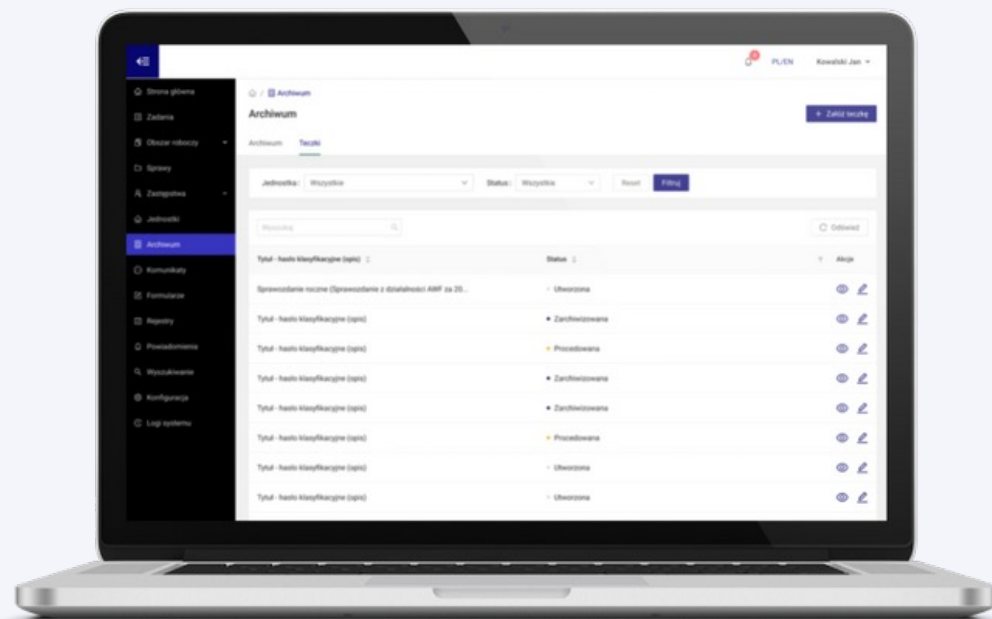 PL/EN Kowalski Jan
Strona główna
Zadania
Obszar roboczy
Sprawy
Zastępstwa
Jednostki
Archiwum
Komunikaty
Formularze
Rejestry
Powiadomienia
Wyszukiwanie
Konfiguracja
Logi systemu
/ Archiwum
Archiwum
+ Załóż teczkę
Archiwum Teczki
Jednostka: Wszystkie Status: Wszystkie Reset Filtruj
Wyszukaj Odśwież
Tytuł - hasło klasyfikacyjne (opis) Status Akcje
Sprawozdanie roczne (Sprawozdanie z działalności AWF za 20... Utworzona
Tytuł - hasło klasyfikacyjne (opis) Zarchiwizowana
Tytuł - hasło klasyfikacyjne (opis) Procedowana
Tytuł - hasło klasyfikacyjne (opis) Zarchiwizowana
Tytuł - hasło klasyfikacyjne (opis) Zarchiwizowana
Tytuł - hasło klasyfikacyjne (opis) Procedowana
Tytuł - hasło klasyfikacyjne (opis) Utworzona
Tytuł - hasło klasyfikacyjne (opis) Utworzona